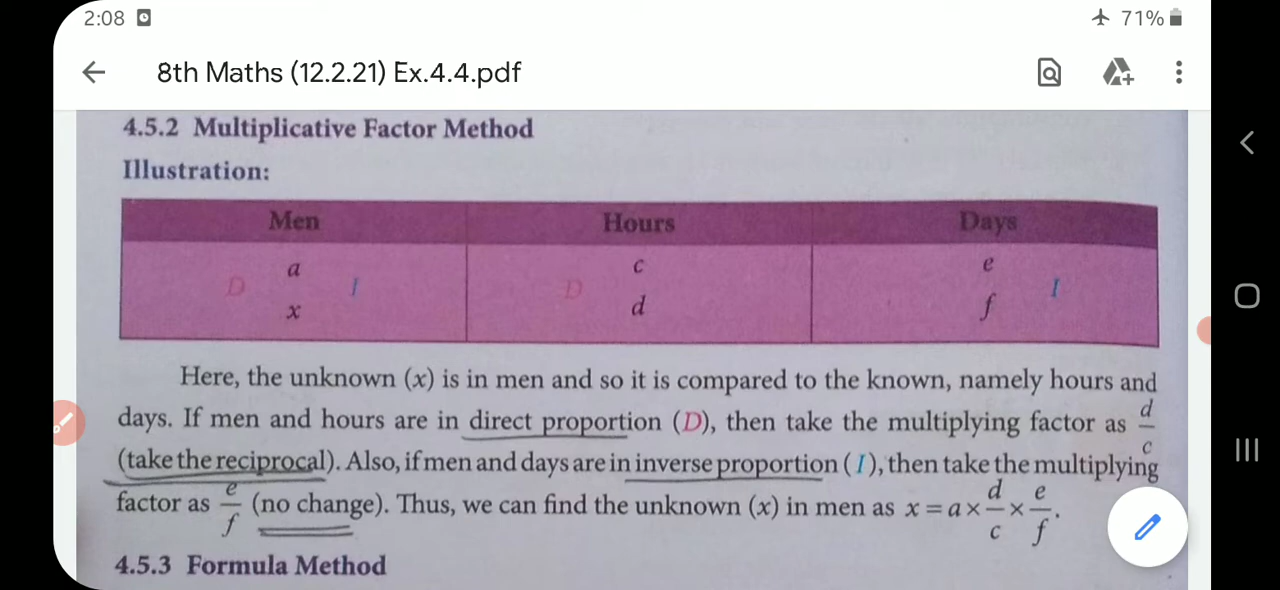 2:08 71%
8th Maths (12.2.21) Ex.4.4.pdf
4.5.2 Multiplicative Factor Method
Illustration:
Men Hours Days
a c e
D I D I
x d f
Here, the unknown (x) is in men and so it is compared to the known, namely hours and
days. If men and hours are in direct proportion (D), then take the multiplying factor as d/c
(take the reciprocal). Also, if men and days are in inverse proportion (I), then take the multiplying
factor as e/f (no change). Thus, we can find the unknown (x) in men as x = a × d/c × e/f.
4.5.3 Formula Method